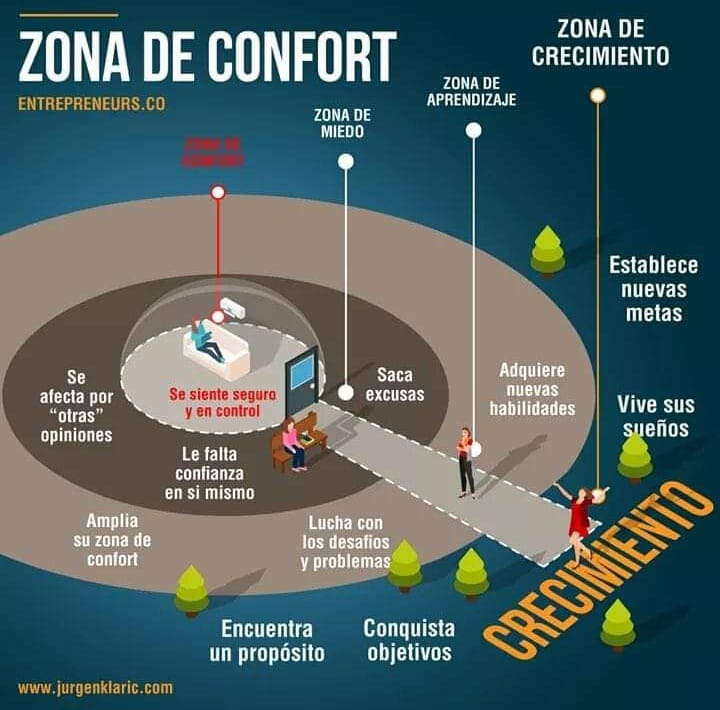 ZONA DE CONFORT
ENTREPRENEURS.CO
ZONA DE
CONFORT
ZONA DE
MIEDO
ZONA DE
APRENDIZAJE
ZONA DE
CRECIMIENTO
Se
afecta por
"otras"
opiniones
Se siente seguro
y en control
Le falta
confianza
en si mismo
Saca
excusas
Amplia
su zona de
confort
Lucha con
los desafios
y problemas
Adquiere
nuevas
habilidades
Establece
nuevas
metas
Vive sus
sueños
Encuentra
un propósito
Conquista
objetivos
CRECIMIENTO
www.jurgenklaric.com